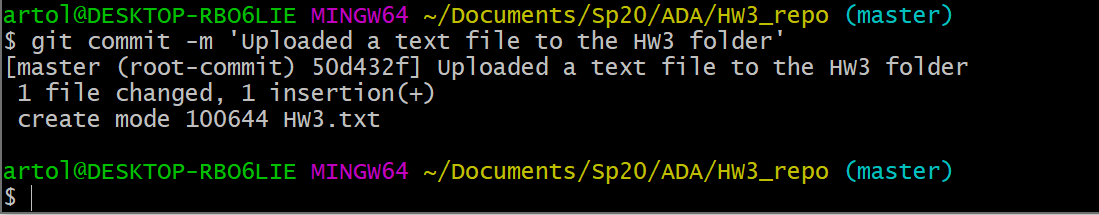 artol@DESKTOP-RBO6LIE MINGW64 ~/Documents/Sp20/ADA/HW3_repo (master)
$ git commit -m 'Uploaded a text file to the HW3 folder'
[master (root-commit) 50d432f] Uploaded a text file to the HW3 folder
 1 file changed, 1 insertion(+)
 create mode 100644 HW3.txt
artol@DESKTOP-RBO6LIE MINGW64 ~/Documents/Sp20/ADA/HW3_repo (master)
$